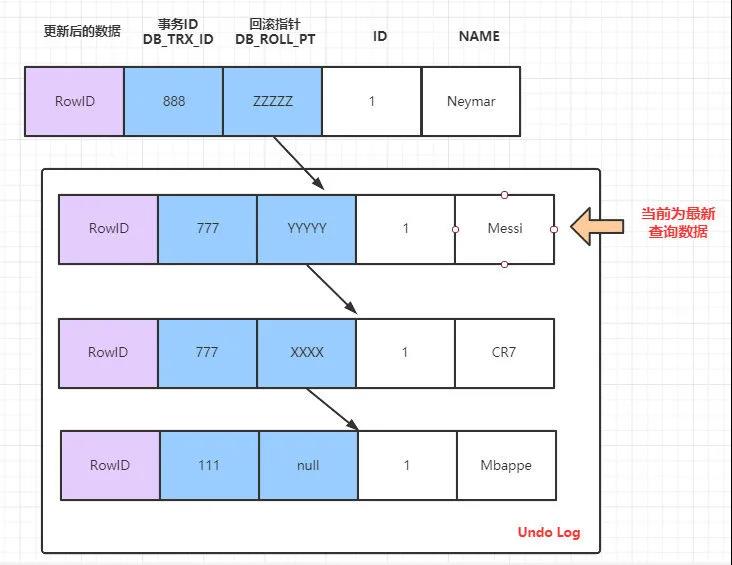 更新后的数据
事务ID
DB_TRX_ID
回滚指针
DB_ROLL_PT
ID
NAME
RowID
888
ZZZZZ
1
Neymar
RowID
777
YYYYY
1
Messi
当前为最新
查询数据
RowID
777
XXXX
1
CR7
RowID
111
null
1
Mbappe
Undo Log